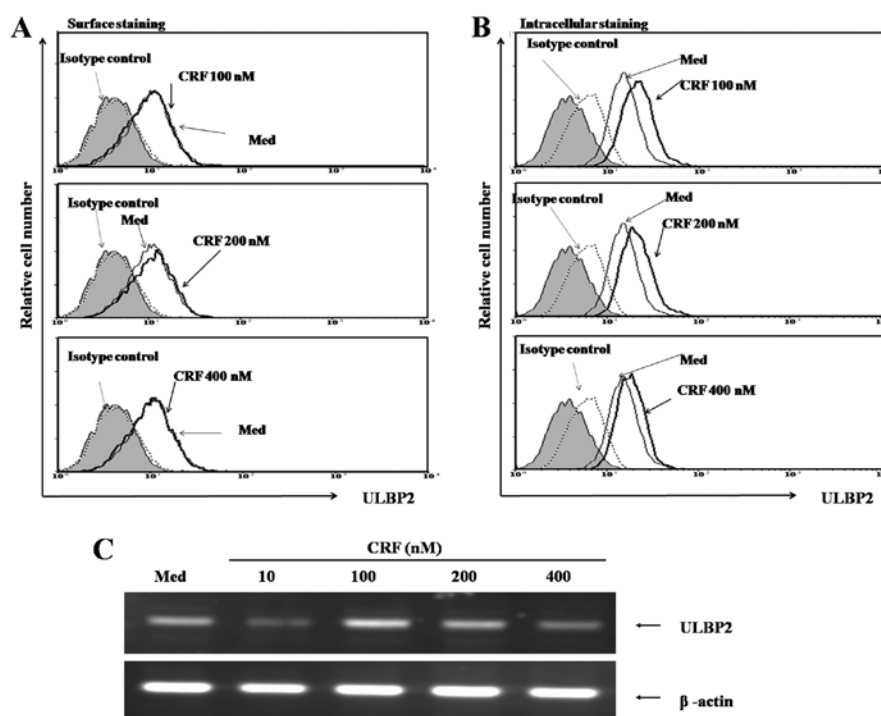 A
Surface staining
Isotype control
CRF 100 nM
Med
Isotype control
Med
CRF 200 nM
Isotype control
CRF 400 nM
Med
Relative cell number
ULBP2
B
Intracellular staining
Isotype control
Med
CRF 100 nM
Isotype control
Med
CRF 200 nM
Isotype control
Med
CRF 400 nM
Relative cell number
ULBP2
C
CRF (nM)
Med 10 100 200 400
ULBP2
β -actin